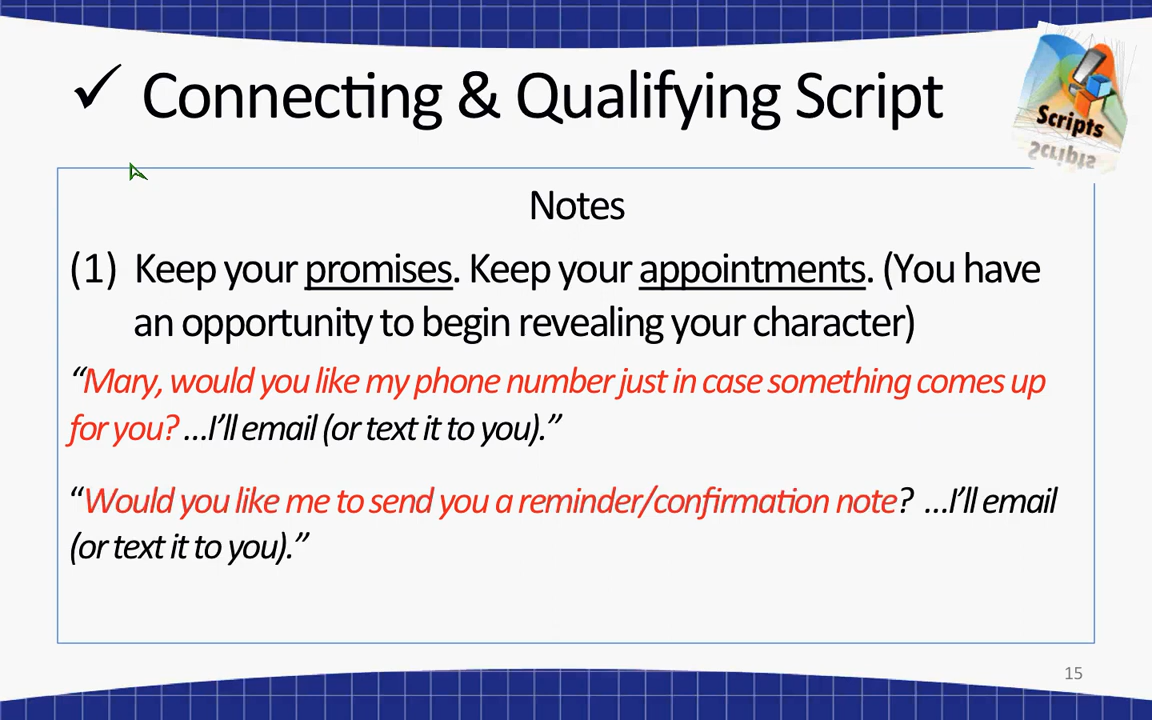 ✓ Connecting & Qualifying Script
Scripts
Notes
(1) Keep your promises. Keep your appointments. (You have
an opportunity to begin revealing your character)
“Mary, would you like my phone number just in case something comes up
for you? …I’ll email (or text it to you).”
“Would you like me to send you a reminder/confirmation note? …I’ll email
(or text it to you).”
15